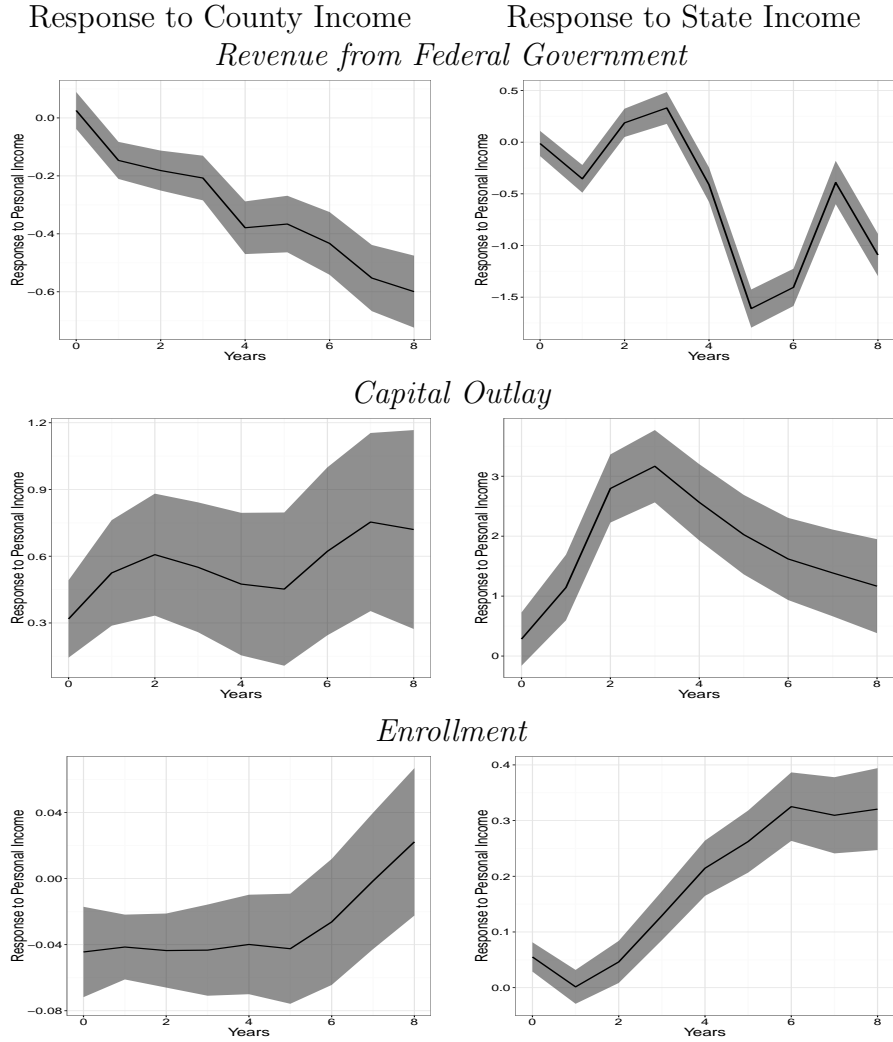 Response to County Income Response to State Income
Revenue from Federal Government
Response to Personal Income
0.0
−0.2
−0.4
−0.6
0 2 4 6 8
Years
Response to Personal Income
0.5
0.0
−0.5
−1.0
−1.5
0 2 4 6 8
Years
Capital Outlay
Response to Personal Income
1.2
0.9
0.6
0.3
0 2 4 6 8
Years
Response to Personal Income
3
2
1
0
0 2 4 6 8
Years
Enrollment
Response to Personal Income
0.04
0.00
−0.04
−0.08
0 2 4 6 8
Years
Response to Personal Income
0.4
0.3
0.2
0.1
0.0
0 2 4 6 8
Years